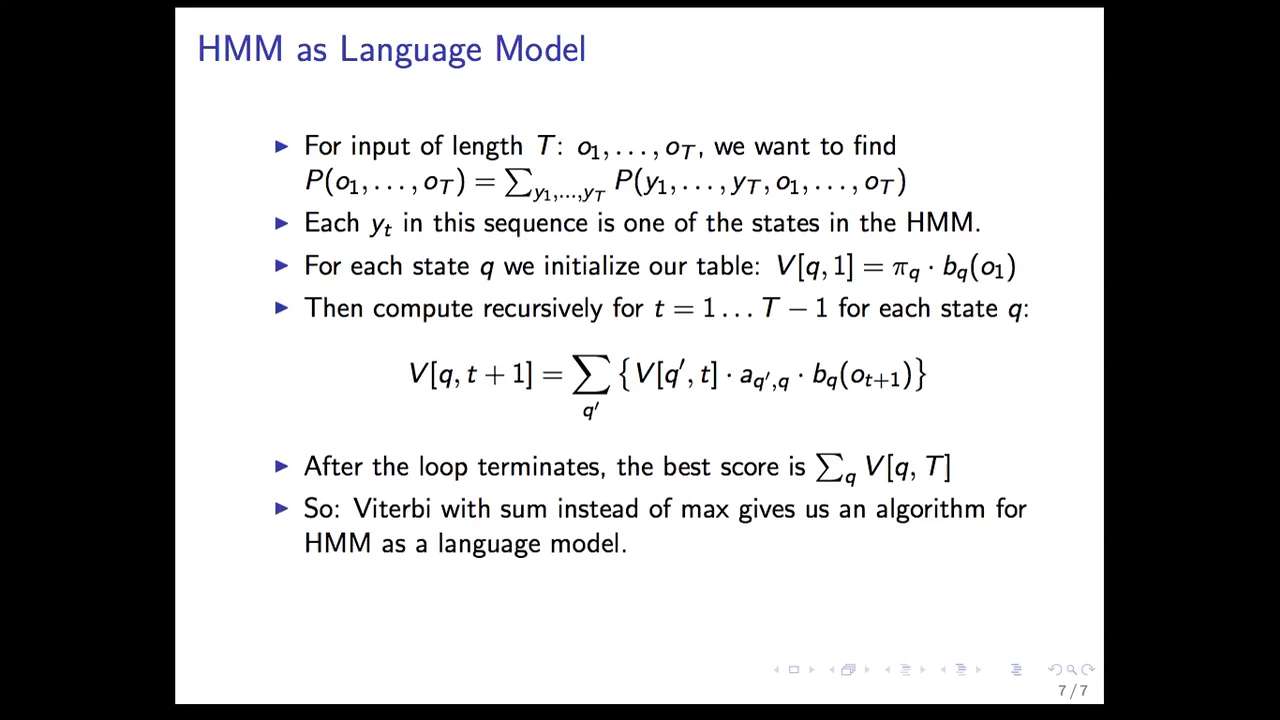 HMM as Language Model
▶ For input of length T: o₁, . . . , o_T, we want to find
P(o₁, . . . , o_T) = ∑_{y₁,...,y_T} P(y₁, . . . , y_T, o₁, . . . , o_T)
▶ Each y_t in this sequence is one of the states in the HMM.
▶ For each state q we initialize our table: V[q, 1] = π_q · b_q(o₁)
▶ Then compute recursively for t = 1 . . . T − 1 for each state q:
V[q, t + 1] = ∑_{q′} {V[q′, t] · a_{q′,q} · b_q(o_{t+1})}
▶ After the loop terminates, the best score is ∑_q V[q, T]
▶ So: Viterbi with sum instead of max gives us an algorithm for
HMM as a language model.
7 / 7